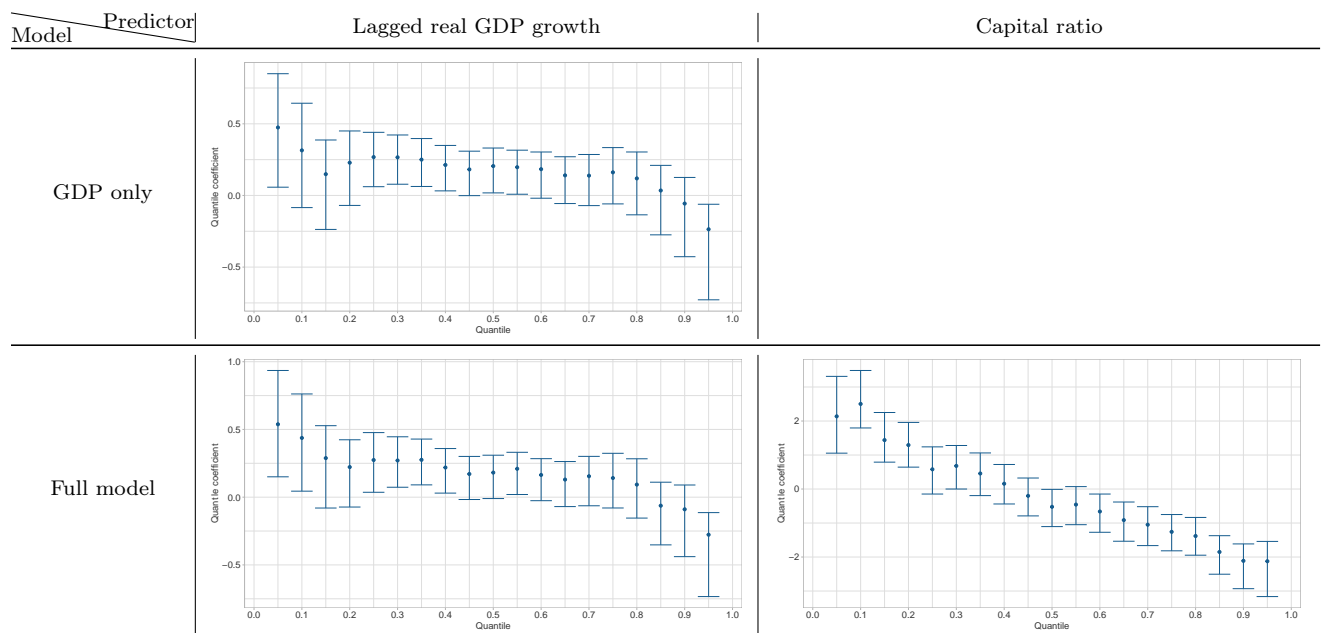 Predictor
Model
Lagged real GDP growth
Capital ratio
GDP only
Quantile coefficient
0.5
0.0
−0.5
0.0 0.1 0.2 0.3 0.4 0.5 0.6 0.7 0.8 0.9 1.0
Quantile
Full model
Quantile coefficient
1.0
0.5
0.0
−0.5
0.0 0.1 0.2 0.3 0.4 0.5 0.6 0.7 0.8 0.9 1.0
Quantile
Quantile coefficient
2
0
−2
0.0 0.1 0.2 0.3 0.4 0.5 0.6 0.7 0.8 0.9 1.0
Quantile